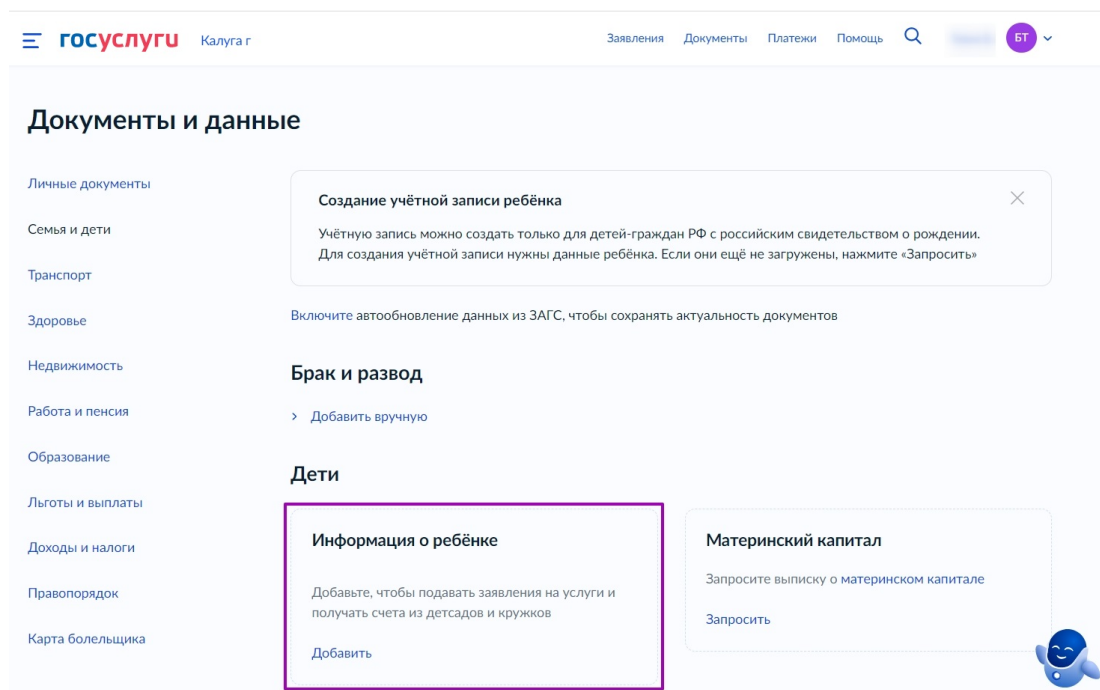 госуслуги Калуга г Заявления Документы Платежи Помощь БТ
Документы и данные
Личные документы
Семья и дети
Транспорт
Здоровье
Недвижимость
Работа и пенсия
Образование
Льготы и выплаты
Доходы и налоги
Правопорядок
Карта болельщика
Создание учётной записи ребёнка
Учётную запись можно создать только для детей-граждан РФ с российским свидетельством о рождении.
Для создания учётной записи нужны данные ребёнка. Если они ещё не загружены, нажмите «Запросить»
Включите автообновление данных из ЗАГС, чтобы сохранять актуальность документов
Брак и развод
Добавить вручную
Дети
Информация о ребёнке
Добавьте, чтобы подавать заявления на услуги и
получать счета из детсадов и кружков
Добавить
Материнский капитал
Запросите выписку о материнском капитале
Запросить